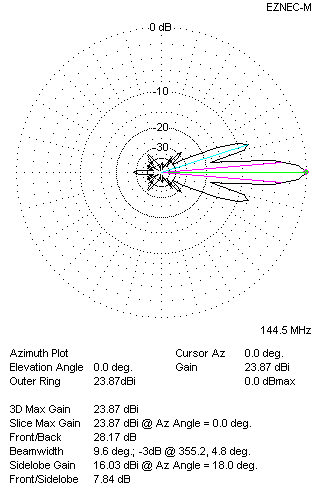 EZNEC-M
0 dB
-10
-20
-30
144.5 MHz
Azimuth Plot Cursor Az 0.0 deg.
Elevation Angle 0.0 deg. Gain 23.87 dBi
Outer Ring 23.87dBi 0.0 dBmax
3D Max Gain 23.87 dBi
Slice Max Gain 23.87 dBi @ Az Angle = 0.0 deg.
Front/Back 28.17 dB
Beamwidth 9.6 deg.; -3dB @ 355.2, 4.8 deg.
Sidelobe Gain 16.03 dBi @ Az Angle = 18.0 deg.
Front/Sidelobe 7.84 dB